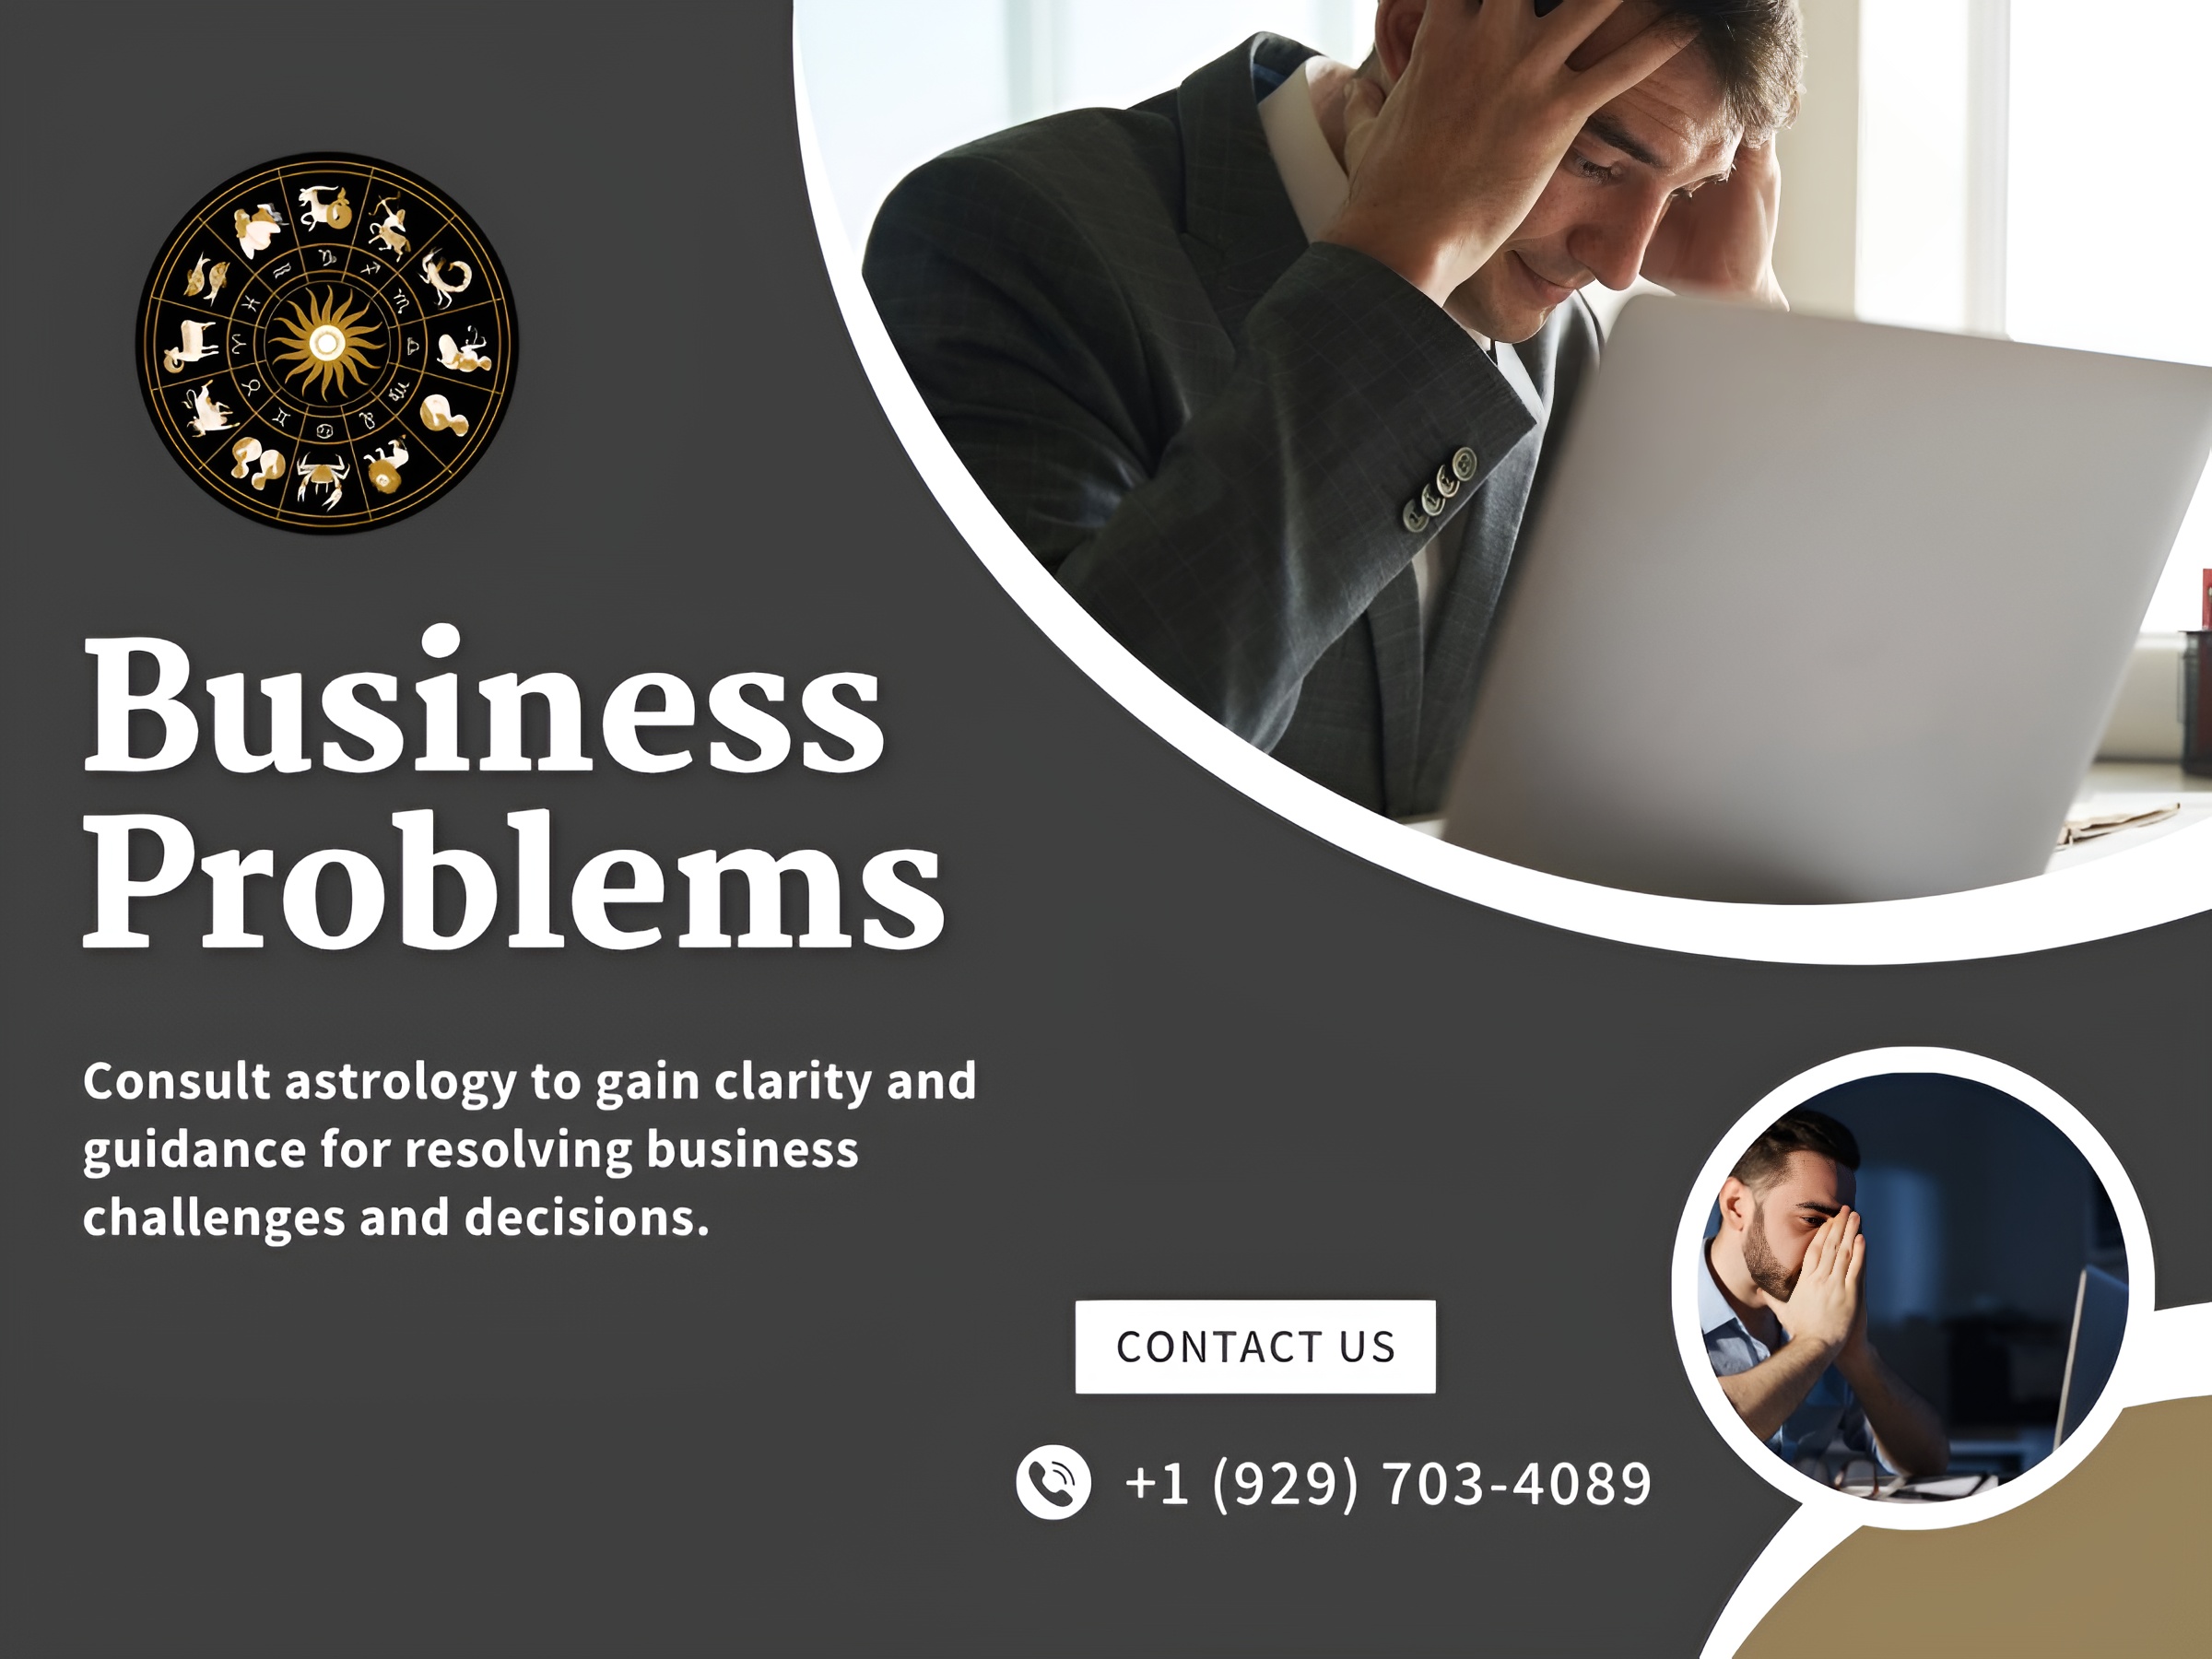 Business
Problems
Consult astrology to gain clarity and
guidance for resolving business
challenges and decisions.
CONTACT US
+1 (929) 703-4089